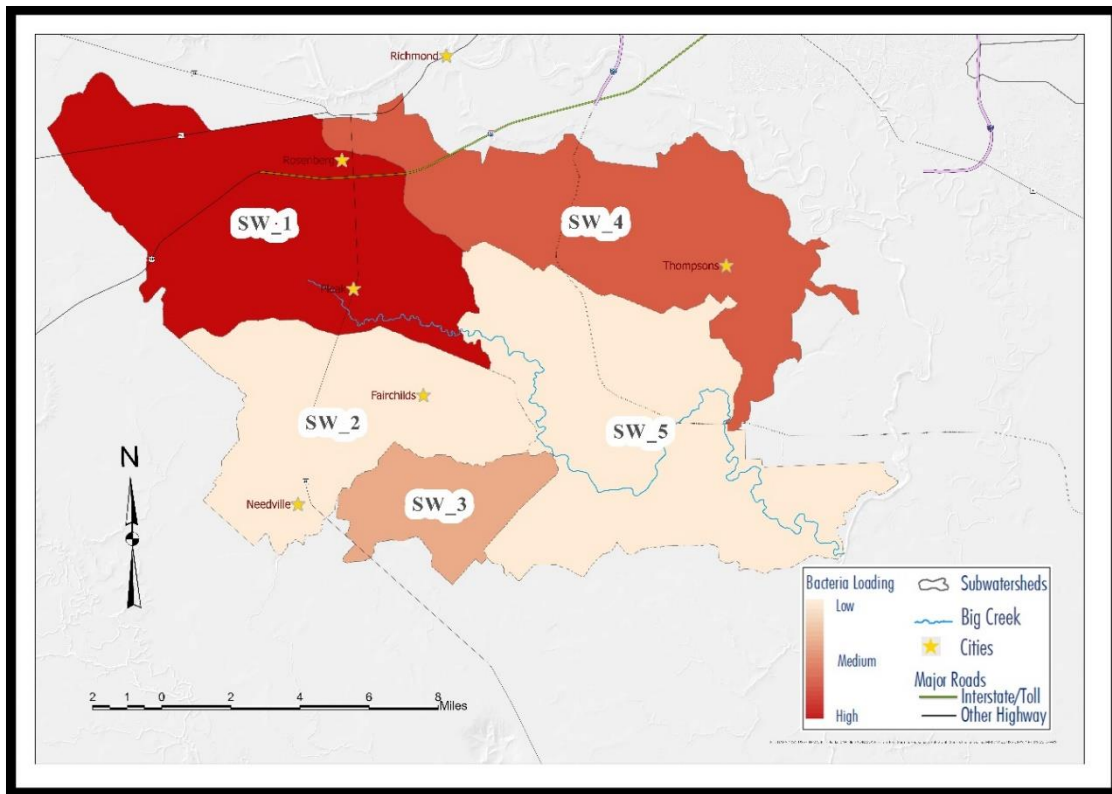 Richmond
Rosenberg
SW_1
SW_4
Thompsons
Pleak
Fairchilds
SW_2
SW_5
Needville
SW_3
N
Bacteria Loading
Low
Medium
High
Subwatersheds
Big Creek
Cities
Major Roads
Interstate/Toll
Other Highway
2 1 0 2 4 6 8
Miles